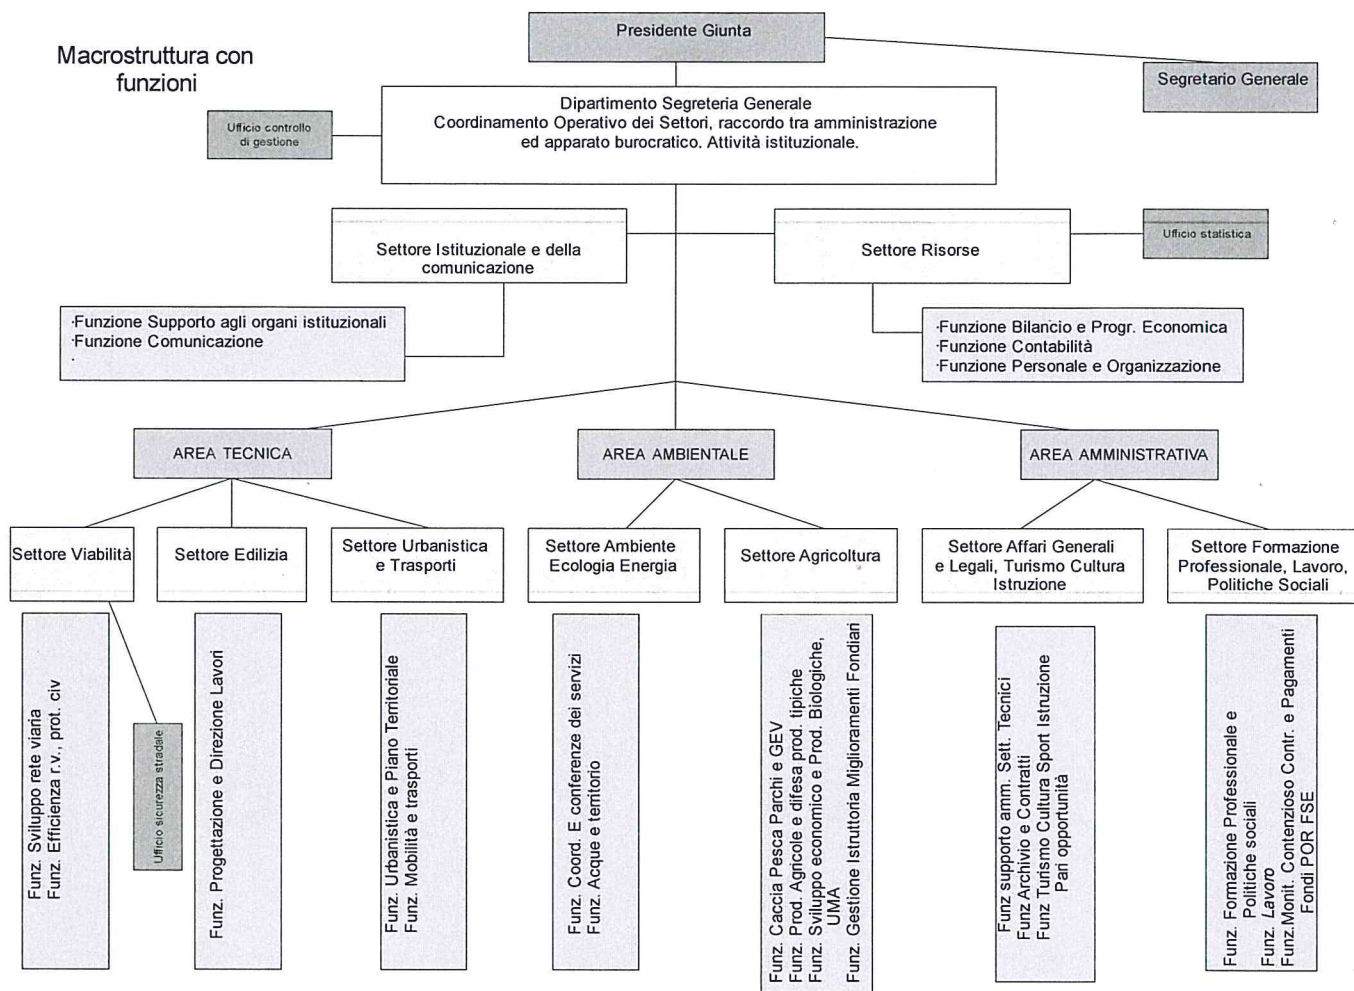 Macrostruttura con
funzioni
Presidente Giunta
Segretario Generale
Ufficio controllo
di gestione
Dipartimento Segreteria Generale
Coordinamento Operativo dei Settori, raccordo tra amministrazione
ed apparato burocratico. Attività istituzionale.
Settore Istituzionale e della
comunicazione
Settore Risorse
Ufficio statistica
·Funzione Supporto agli organi istituzionali
·Funzione Comunicazione
·Funzione Bilancio e Progr. Economica
·Funzione Contabilità
·Funzione Personale e Organizzazione
AREA TECNICA
AREA AMBIENTALE
AREA AMMINISTRATIVA
Settore Viabilità
Settore Edilizia
Settore Urbanistica
e Trasporti
Settore Ambiente
Ecologia Energia
Settore Agricoltura
Settore Affari Generali
e Legali, Turismo Cultura
Istruzione
Settore Formazione
Professionale, Lavoro,
Politiche Sociali
Funz. Sviluppo rete viaria
Funz. Efficienza r.v., prot. civ
Ufficio sicurezza stradale
Funz. Progettazione e Direzione Lavori
Funz. Urbanistica e Piano Territoriale
Funz. Mobilità e trasporti
Funz. Coord. E conferenze dei servizi
Funz. Acque e territorio
Funz. Caccia Pesca Parchi e GEV
Funz. Prod. Agricole e difesa prod. tipiche
Funz. Sviluppo economico e Prod. Biologiche,
UMA
Funz. Gestione Istruttoria Miglioramenti Fondiari
Funz supporto amm. Sett. Tecnici
Funz Archivio e Contratti
Funz Turismo Cultura Sport Istruzione
Pari opportunità
Funz. Formazione Professionale e
Politiche sociali
Funz. Lavoro
Funz.Monit. Contenzioso Contr. e Pagamenti
Fondi POR FSE